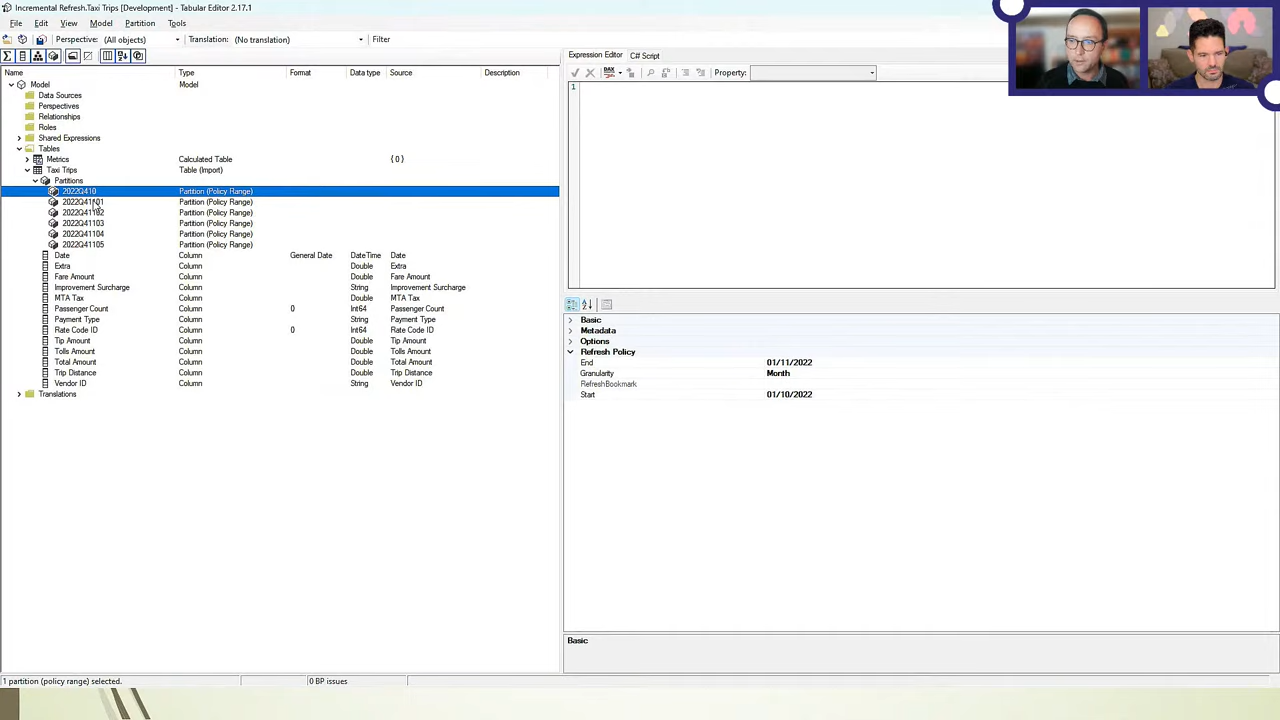 Incremental Refresh.Taxi Trips [Development] - Tabular Editor 2.17.1
File Edit View Model Partition Tools
Perspective: (All objects) Translation: (No translation) Filter
Name Type Format Data type Source Description
Model Model
Data Sources
Perspectives
Relationships
Roles
Shared Expressions
Tables
Metrics Calculated Table { 0 }
Taxi Trips Table (Import)
Partitions
2022Q410 Partition (Policy Range)
2022Q41101 Partition (Policy Range)
2022Q41102 Partition (Policy Range)
2022Q41103 Partition (Policy Range)
2022Q41104 Partition (Policy Range)
2022Q41105 Partition (Policy Range)
Date Column General Date DateTime Date
Extra Column Double Extra
Fare Amount Column Double Fare Amount
Improvement Surcharge Column String Improvement Surcharge
MTA Tax Column Double MTA Tax
Passenger Count Column 0 Int64 Passenger Count
Payment Type Column String Payment Type
Rate Code ID Column 0 Int64 Rate Code ID
Tip Amount Column Double Tip Amount
Tolls Amount Column Double Tolls Amount
Total Amount Column Double Total Amount
Trip Distance Column Double Trip Distance
Vendor ID Column String Vendor ID
Translations
Expression Editor C# Script
DAX Property:
1
Basic
Metadata
Options
Refresh Policy
End 01/11/2022
Granularity Month
RefreshBookmark
Start 01/10/2022
Basic
1 partition (policy range) selected. 0 BP issues